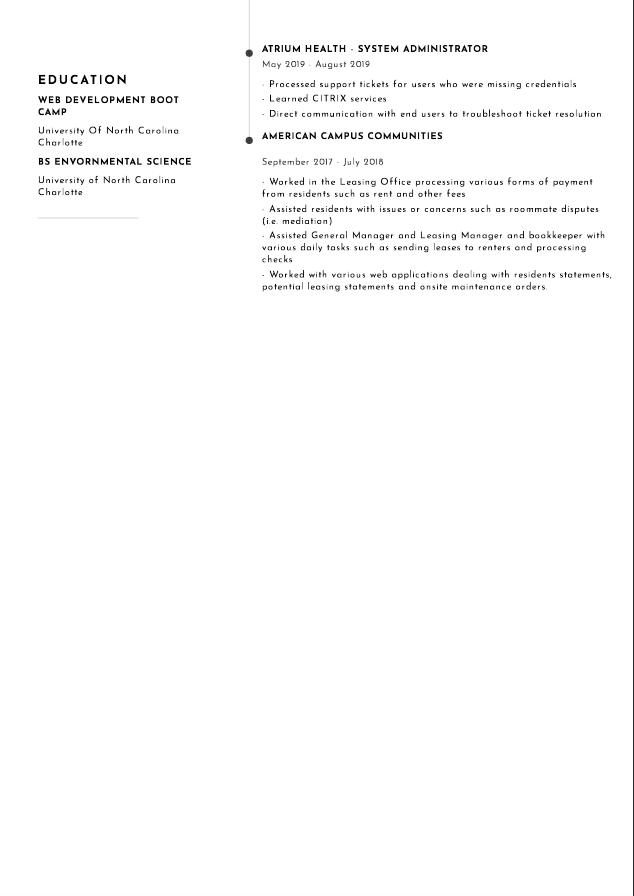 EDUCATION
WEB DEVELOPMENT BOOT
CAMP
University Of North Carolina
Charlotte
BS ENVORNMENTAL SCIENCE
University of North Carolina
Charlotte
ATRIUM HEALTH - SYSTEM ADMINISTRATOR
May 2019 - August 2019
- Processed support tickets for users who were missing credentials
- Learned CITRIX services
- Direct communication with end users to troubleshoot ticket resolution
AMERICAN CAMPUS COMMUNITIES
September 2017 - July 2018
- Worked in the Leasing Office processing various forms of payment
from residents such as rent and other fees
- Assisted residents with issues or concerns such as roommate disputes
(i.e. mediation)
- Assisted General Manager and Leasing Manager and bookkeeper with
various daily tasks such as sending leases to renters and processing
checks
- Worked with various web applications dealing with residents statements,
potential leasing statements and onsite maintenance orders.